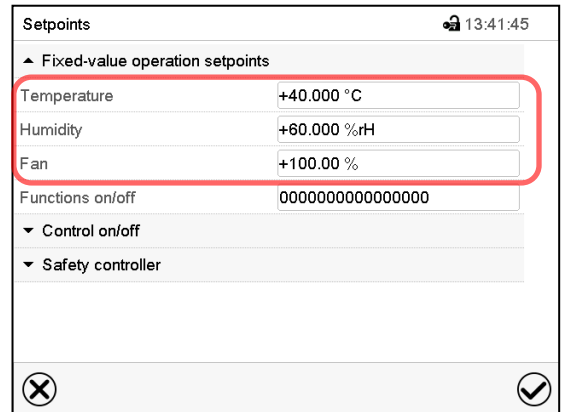 Setpoints 13:41:45
Fixed-value operation setpoints
Temperature +40.000 °C
Humidity +60.000 %rH
Fan +100.00 %
Functions on/off 0000000000000000
Control on/off
Safety controller